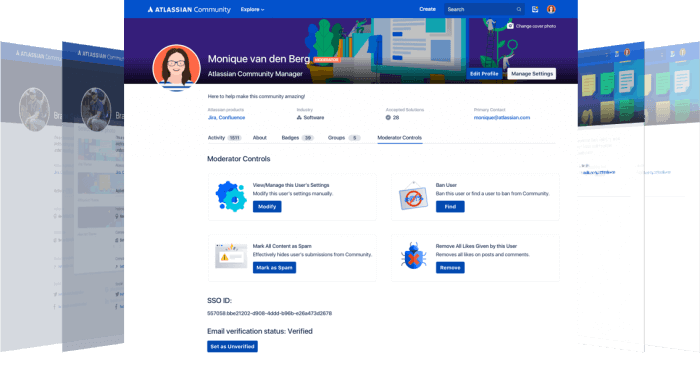 ATLASSIAN Community
Explore
Create
Search
Change cover photo
Monique van den Berg
MODERATOR
Atlassian Community Manager
Edit Profile
Manage Settings
Here to help make this community amazing!
Atlassian products
Industry
Accepted Solutions
Primary Contact
Jira, Confluence
Software
28
monique@atlassian.com
Activity 1511
About
Badges 28
Groups 5
Moderator Controls
Moderator Controls
View/Manage this User's Settings
Modify this user's settings manually.
Modify
Ban User
Ban this user or find a user to ban from Community.
Find
Mark All Content as Spam
Effectively hides user's submissions from Community.
Mark as Spam
Remove All Likes Given by this User
Removes all likes on posts and comments.
Remove
SSO ID:
557058:bbe21202-d908-4ddd-b96b-e26a473d2678
Email verification status: Verified
Set as Unverified